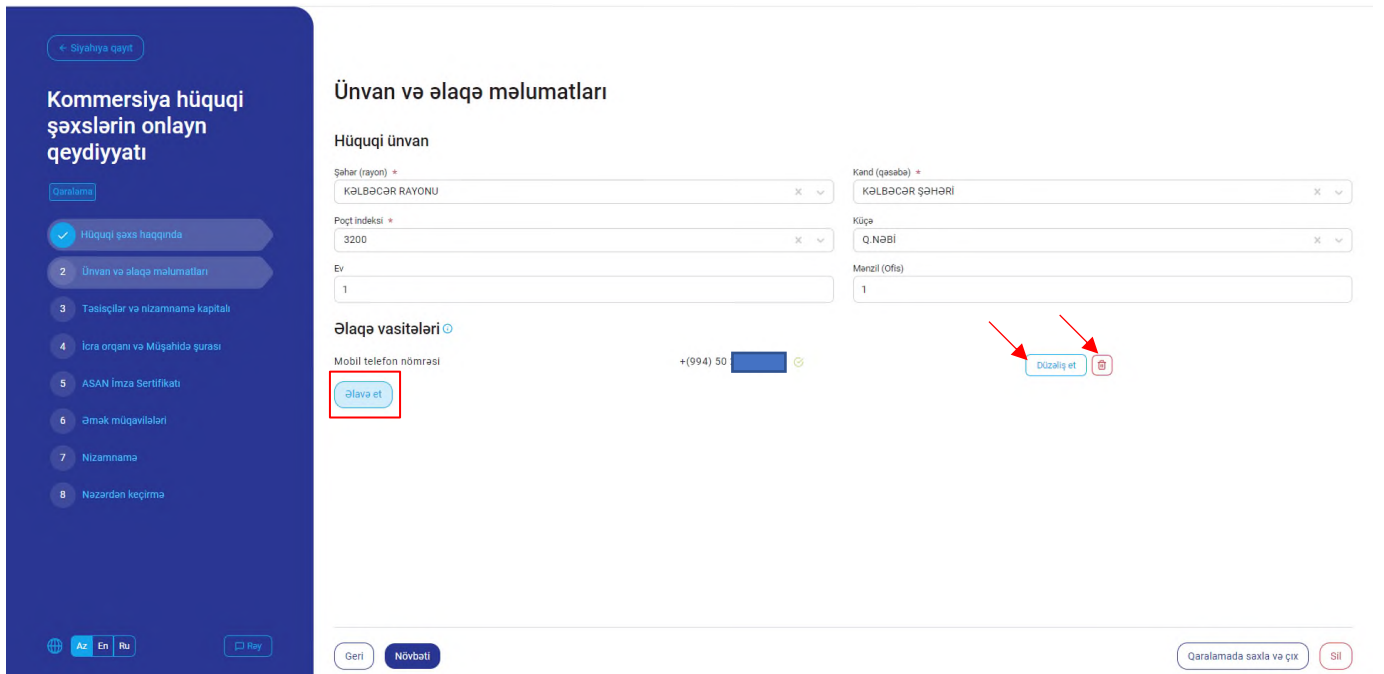 ← Siyahıya qayıt
Kommersiya hüquqi
şəxslərin onlayn
qeydiyyatı
Qaralama
Hüquqi şəxs haqqında
2 Ünvan və əlaqə məlumatları
3 Təsisçilər və nizamnamə kapitalı
4 İcra orqanı və Müşahidə şurası
5 ASAN İmza Sertifikatı
6 Əmək müqavilələri
7 Nizamnamə
8 Nəzərdən keçirmə
Az En Ru
Rəy
Ünvan və əlaqə məlumatları
Hüquqi ünvan
Şəhər (rayon) *
KƏLBƏCƏR RAYONU
Kənd (qəsəbə) *
KƏLBƏCƏR ŞƏHƏRİ
Poçt indeksi *
3200
Küçə
Q.NƏBİ
Ev
1
Mənzil (Ofis)
1
Əlaqə vasitələri
Mobil telefon nömrəsi +(994) 50
Düzəliş et
Əlavə et
Geri Növbəti Qaralamada saxla və çıx Sil